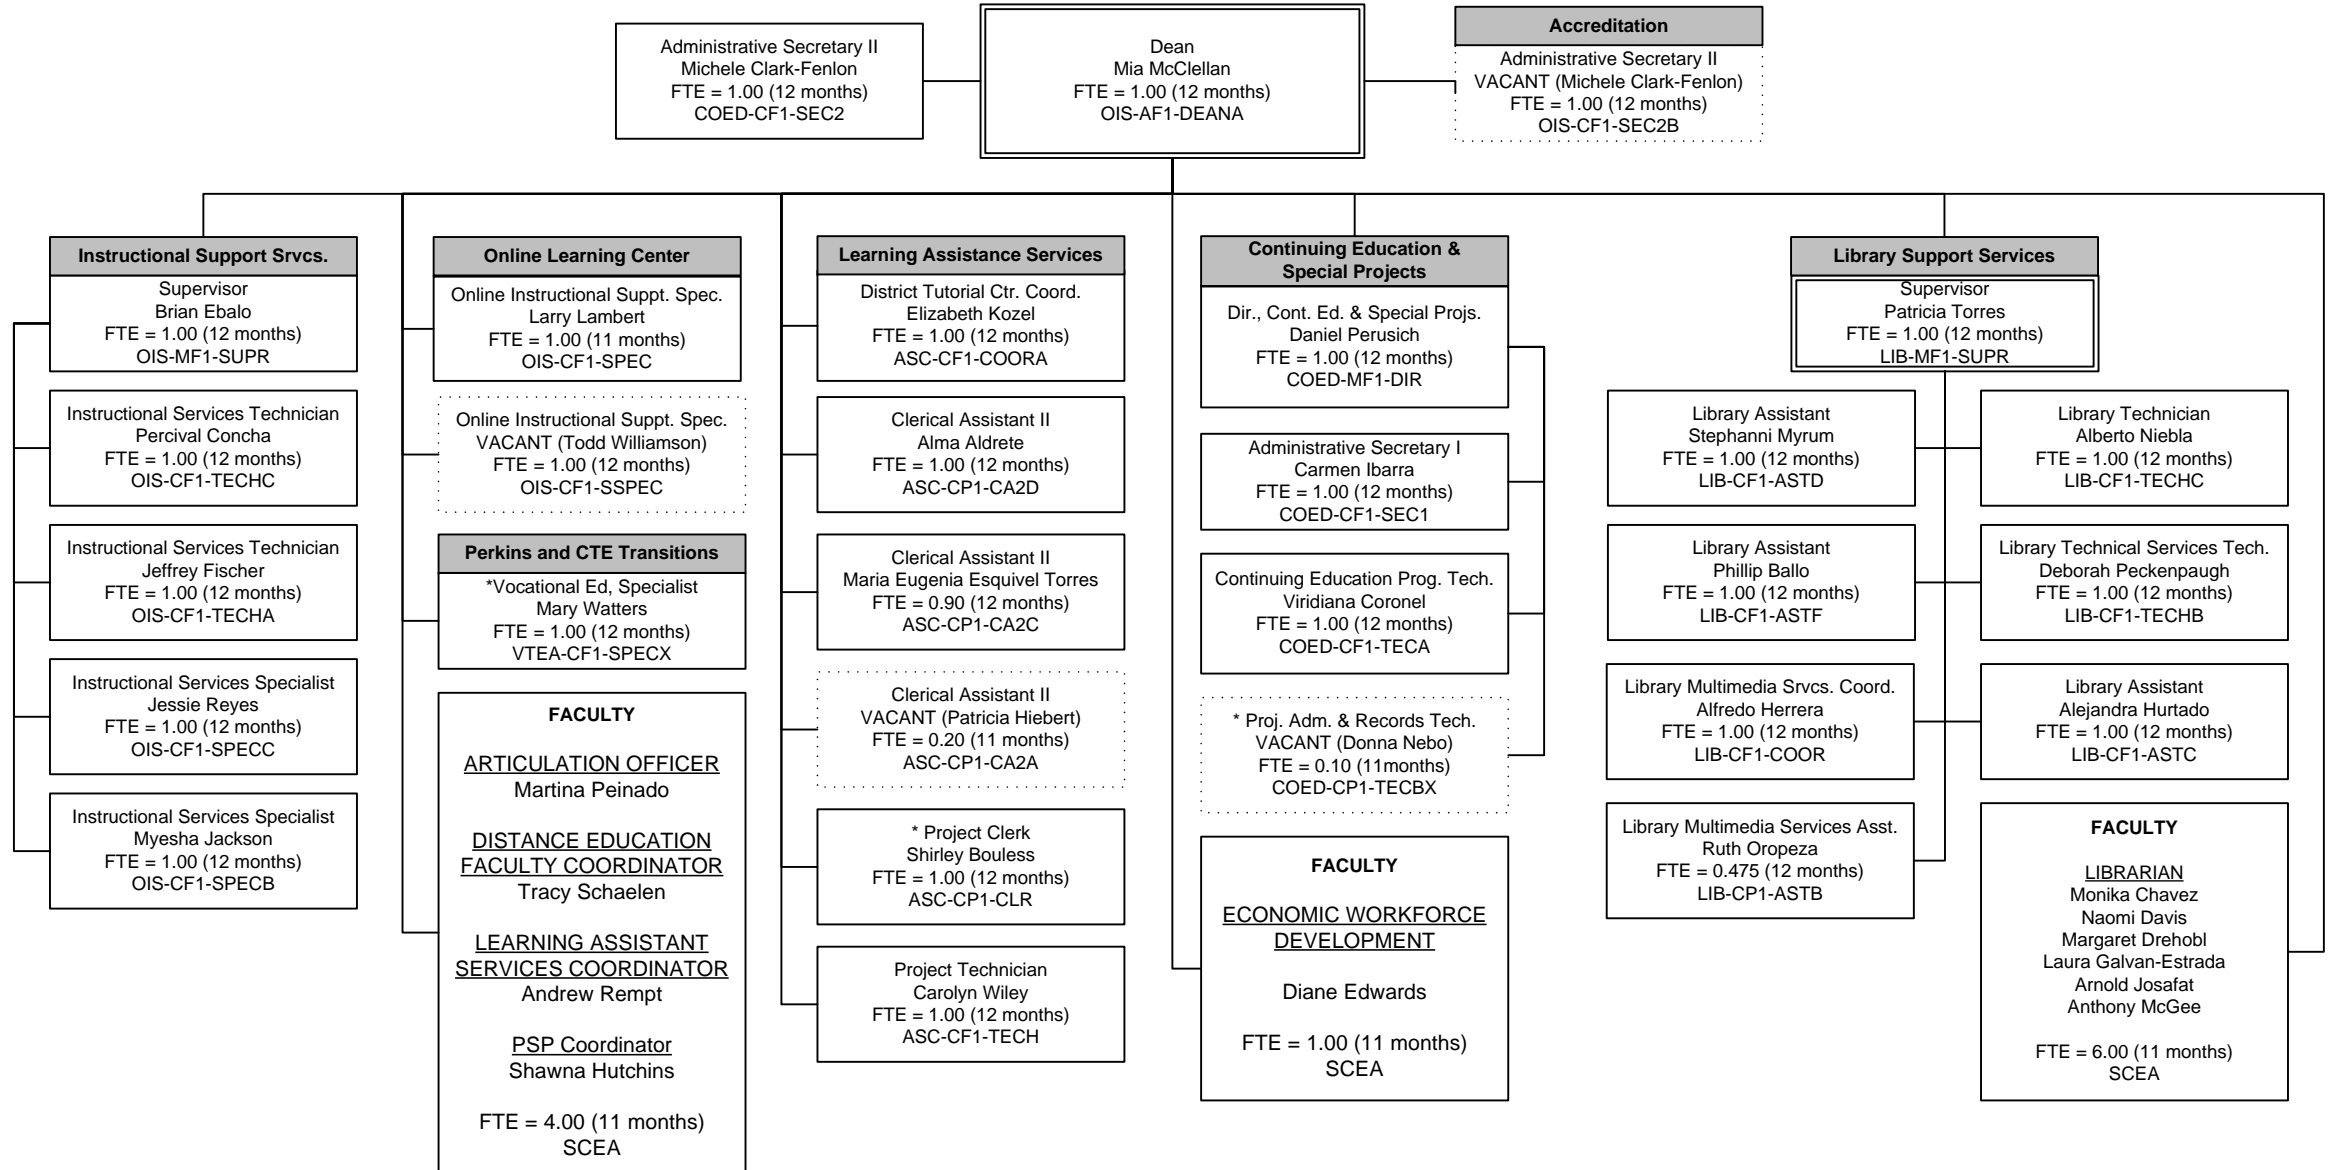 Administrative Secretary II
Michele Clark-Fenlon
FTE = 1.00 (12 months)
COED-CF1-SEC2
Dean
Mia McClellan
FTE = 1.00 (12 months)
OIS-AF1-DEANA
Accreditation
Administrative Secretary II
VACANT (Michele Clark-Fenlon)
FTE = 1.00 (12 months)
OIS-CF1-SEC2B
Instructional Support Srvcs.
Supervisor
Brian Ebalo
FTE = 1.00 (12 months)
OIS-MF1-SUPR
Instructional Services Technician
Percival Concha
FTE = 1.00 (12 months)
OIS-CF1-TECHC
Instructional Services Technician
Jeffrey Fischer
FTE = 1.00 (12 months)
OIS-CF1-TECHA
Instructional Services Specialist
Jessie Reyes
FTE = 1.00 (12 months)
OIS-CF1-SPECC
Instructional Services Specialist
Myesha Jackson
FTE = 1.00 (12 months)
OIS-CF1-SPECB
Online Learning Center
Online Instructional Suppt. Spec.
Larry Lambert
FTE = 1.00 (11 months)
OIS-CF1-SPEC
Online Instructional Suppt. Spec.
VACANT (Todd Williamson)
FTE = 1.00 (12 months)
OIS-CF1-SSPEC
Perkins and CTE Transitions
*Vocational Ed, Specialist
Mary Watters
FTE = 1.00 (12 months)
VTEA-CF1-SPECX
FACULTY
ARTICULATION OFFICER
Martina Peinado
DISTANCE EDUCATION
FACULTY COORDINATOR
Tracy Schaelen
LEARNING ASSISTANT
SERVICES COORDINATOR
Andrew Rempt
PSP Coordinator
Shawna Hutchins
FTE = 4.00 (11 months)
SCEA
Learning Assistance Services
District Tutorial Ctr. Coord.
Elizabeth Kozel
FTE = 1.00 (12 months)
ASC-CF1-COORA
Clerical Assistant II
Alma Aldrete
FTE = 1.00 (12 months)
ASC-CP1-CA2D
Clerical Assistant II
Maria Eugenia Esquivel Torres
FTE = 0.90 (12 months)
ASC-CP1-CA2C
Clerical Assistant II
VACANT (Patricia Hiebert)
FTE = 0.20 (11 months)
ASC-CP1-CA2A
* Project Clerk
Shirley Bouless
FTE = 1.00 (12 months)
ASC-CP1-CLR
Project Technician
Carolyn Wiley
FTE = 1.00 (12 months)
ASC-CF1-TECH
Continuing Education &
Special Projects
Dir., Cont. Ed. & Special Projs.
Daniel Perusich
FTE = 1.00 (12 months)
COED-MF1-DIR
Administrative Secretary I
Carmen Ibarra
FTE = 1.00 (12 months)
COED-CF1-SEC1
Continuing Education Prog. Tech.
Viridiana Coronel
FTE = 1.00 (12 months)
COED-CF1-TECA
* Proj. Adm. & Records Tech.
VACANT (Donna Nebo)
FTE = 0.10 (11months)
COED-CP1-TECBX
FACULTY
ECONOMIC WORKFORCE
DEVELOPMENT
Diane Edwards
FTE = 1.00 (11 months)
SCEA
Library Support Services
Supervisor
Patricia Torres
FTE = 1.00 (12 months)
LIB-MF1-SUPR
Library Assistant
Stephanni Myrum
FTE = 1.00 (12 months)
LIB-CF1-ASTD
Library Technician
Alberto Niebla
FTE = 1.00 (12 months)
LIB-CF1-TECHC
Library Assistant
Phillip Ballo
FTE = 1.00 (12 months)
LIB-CF1-ASTF
Library Technical Services Tech.
Deborah Peckenpaugh
FTE = 1.00 (12 months)
LIB-CF1-TECHB
Library Multimedia Srvcs. Coord.
Alfredo Herrera
FTE = 1.00 (12 months)
LIB-CF1-COOR
Library Assistant
Alejandra Hurtado
FTE = 1.00 (12 months)
LIB-CF1-ASTC
Library Multimedia Services Asst.
Ruth Oropeza
FTE = 0.475 (12 months)
LIB-CP1-ASTB
FACULTY
LIBRARIAN
Monika Chavez
Naomi Davis
Margaret Drehobl
Laura Galvan-Estrada
Arnold Josafat
Anthony McGee
FTE = 6.00 (11 months)
SCEA